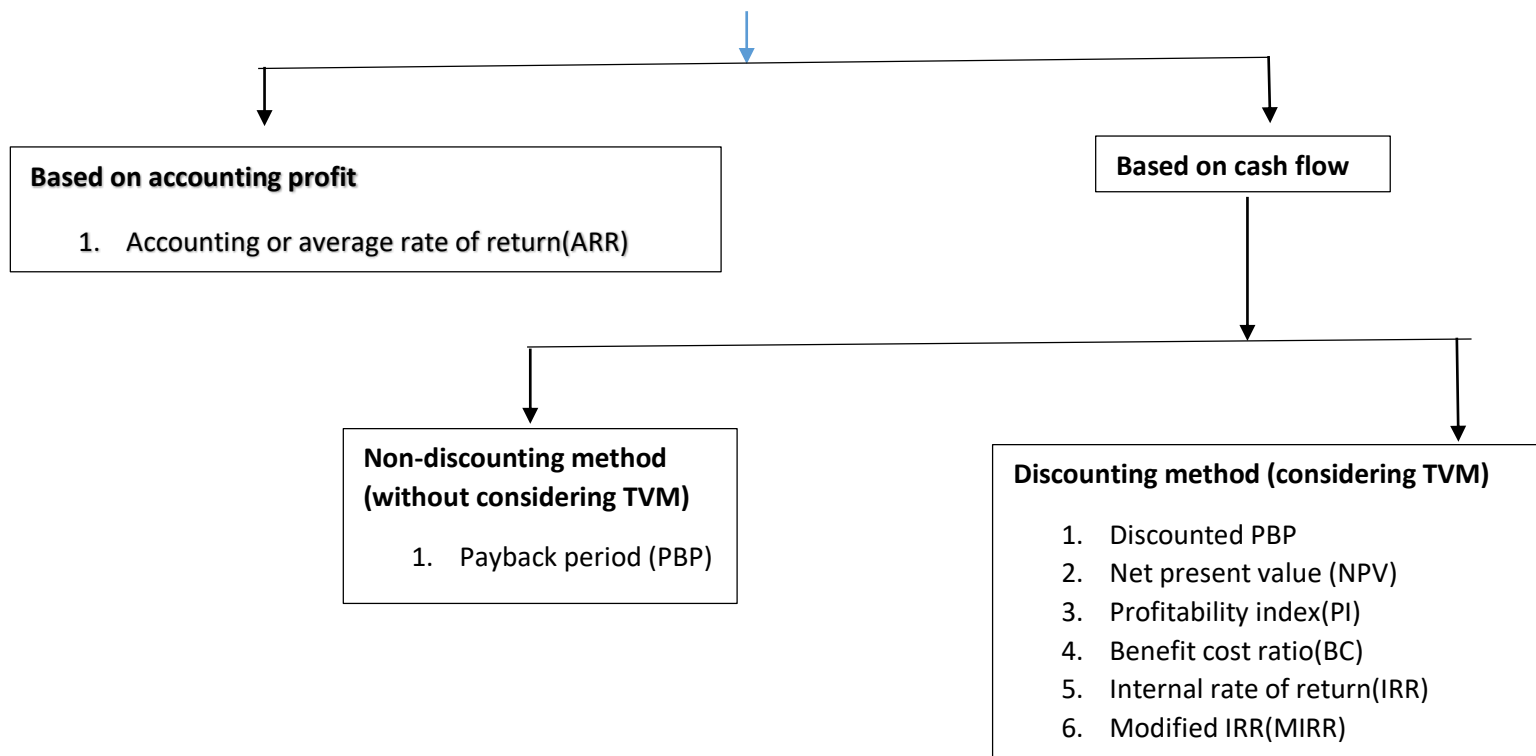 Based on accounting profit
1. Accounting or average rate of return(ARR)
Based on cash flow
Non-discounting method
(without considering TVM)
1. Payback period (PBP)
Discounting method (considering TVM)
1. Discounted PBP
2. Net present value (NPV)
3. Profitability index(PI)
4. Benefit cost ratio(BC)
5. Internal rate of return(IRR)
6. Modified IRR(MIRR)